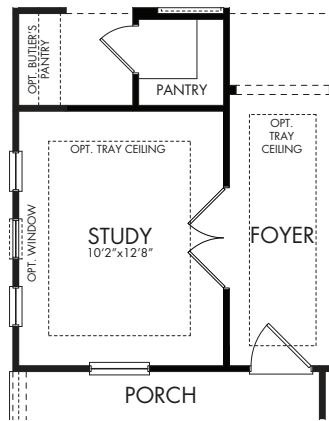 OPT. BUTLER'S
PANTRY
PANTRY
OPT. TRAY CEILING
OPT.
TRAY
CEILING
OPT. WINDOW
STUDY
10'2"x12'8"
FOYER
PORCH